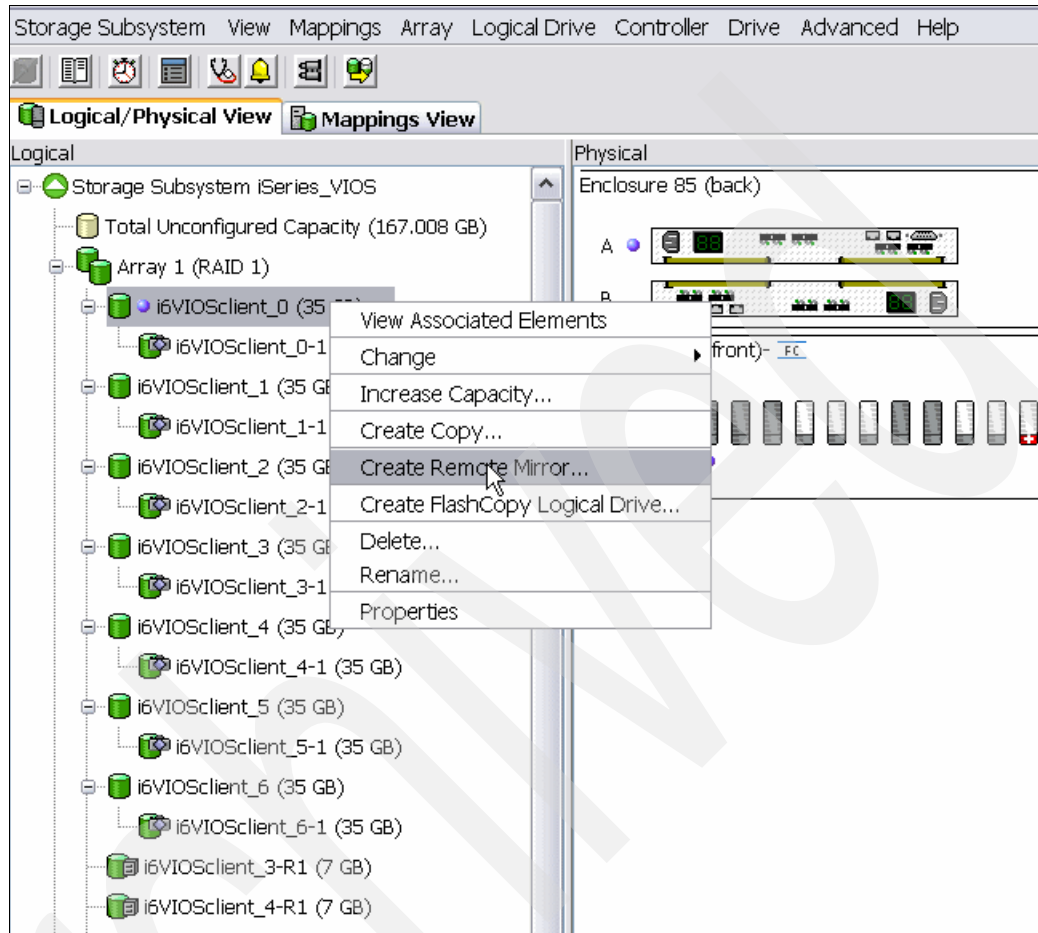 Storage Subsystem View Mappings Array Logical Drive Controller Drive Advanced Help
Logical/Physical View Mappings View
Logical
Physical
Storage Subsystem iSeries_VIOS
Total Unconfigured Capacity (167.008 GB)
Array 1 (RAID 1)
i6VIOSclient_0 (35 GB)
i6VIOSclient_0-1
i6VIOSclient_1 (35 GB
i6VIOSclient_1-1
i6VIOSclient_2 (35 GB
i6VIOSclient_2-1
i6VIOSclient_3 (35 GB
i6VIOSclient_3-1
i6VIOSclient_4 (35 GB)
i6VIOSclient_4-1 (35 GB)
i6VIOSclient_5 (35 GB)
i6VIOSclient_5-1 (35 GB)
i6VIOSclient_6 (35 GB)
i6VIOSclient_6-1 (35 GB)
i6VIOSclient_3-R1 (7 GB)
i6VIOSclient_4-R1 (7 GB)
View Associated Elements
Change
Increase Capacity...
Create Copy...
Create Remote Mirror...
Create FlashCopy Logical Drive...
Delete...
Rename...
Properties
Enclosure 85 (back)
A
88
B
88
front)- FC